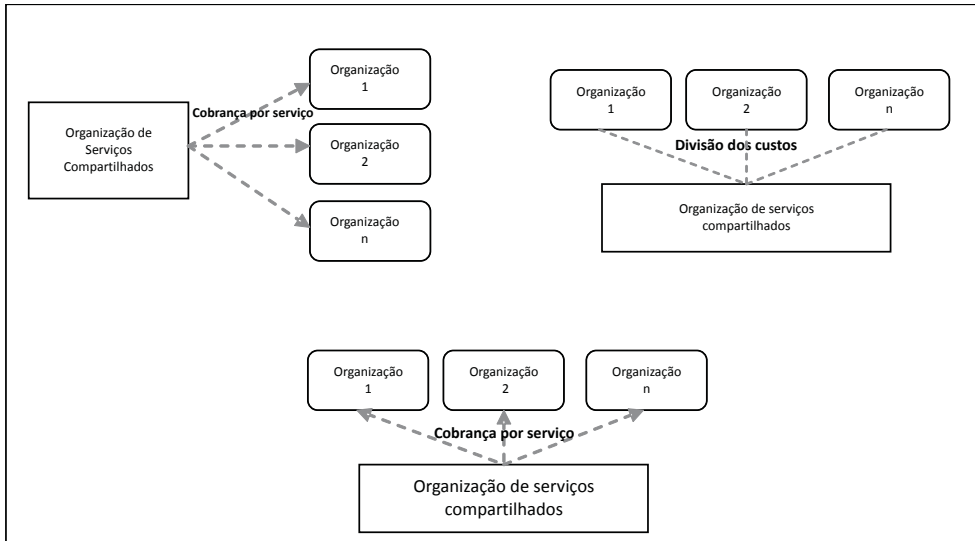 Organização
1
Cobrança por serviço
Organização de
Serviços
Compartilhados
Organização
2
Organização
n
Organização
1
Organização
2
Organização
n
Divisão dos custos
Organização de serviços
compartilhados
Organização
1
Organização
2
Organização
n
Cobrança por serviço
Organização de serviços
compartilhados